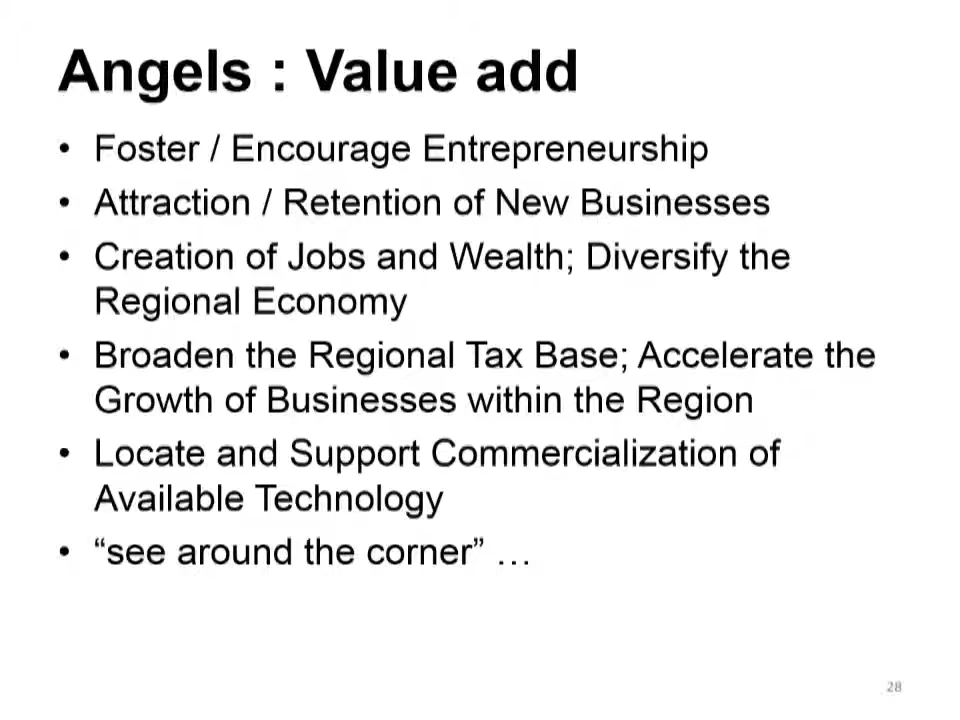 Angels : Value add
• Foster / Encourage Entrepreneurship
• Attraction / Retention of New Businesses
• Creation of Jobs and Wealth; Diversify the
Regional Economy
• Broaden the Regional Tax Base; Accelerate the
Growth of Businesses within the Region
• Locate and Support Commercialization of
Available Technology
• “see around the corner” …
28